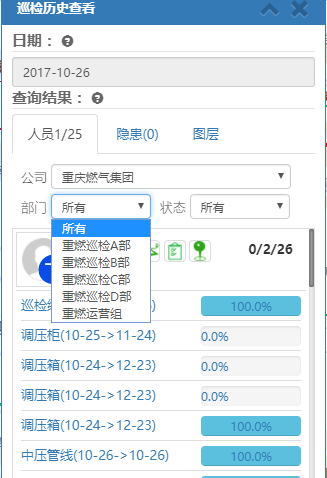 巡检历史查看
日期：
2017-10-26
查询结果：
人员1/25 隐患(0) 图层
公司 重庆燃气集团
部门 所有 状态 所有
所有
重燃巡检A部
重燃巡检B部
重燃巡检C部
重燃巡检D部
重燃运营组
0/2/26
100.0%
调压柜(10-25->11-24) 0.0%
调压箱(10-24->12-23) 0.0%
调压箱(10-24->12-23) 0.0%
调压箱(10-24->12-23) 100.0%
中压管线(10-26->10-26) 100.0%